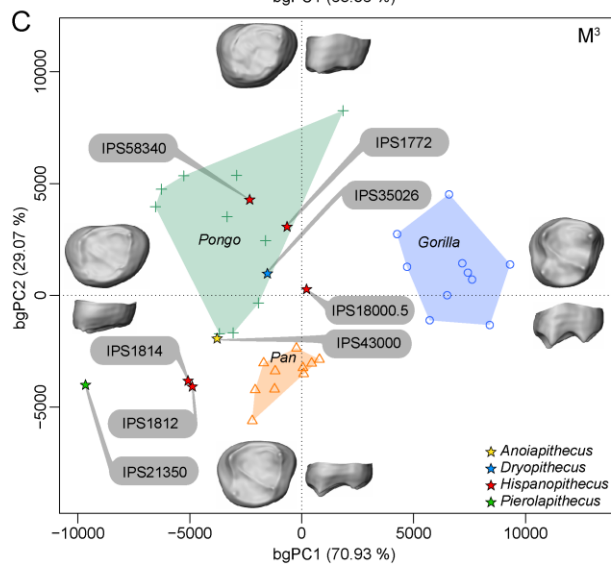 C
M³
10000
5000
0
−5000
bgPC2 (29.07 %)
IPS58340
IPS1772
IPS35026
Pongo
Gorilla
IPS18000.5
IPS43000
IPS1814
Pan
IPS1812
IPS21350
Anoiapithecus
Dryopithecus
Hispanopithecus
Pierolapithecus
−10000 −5000 0 5000 10000
bgPC1 (70.93 %)